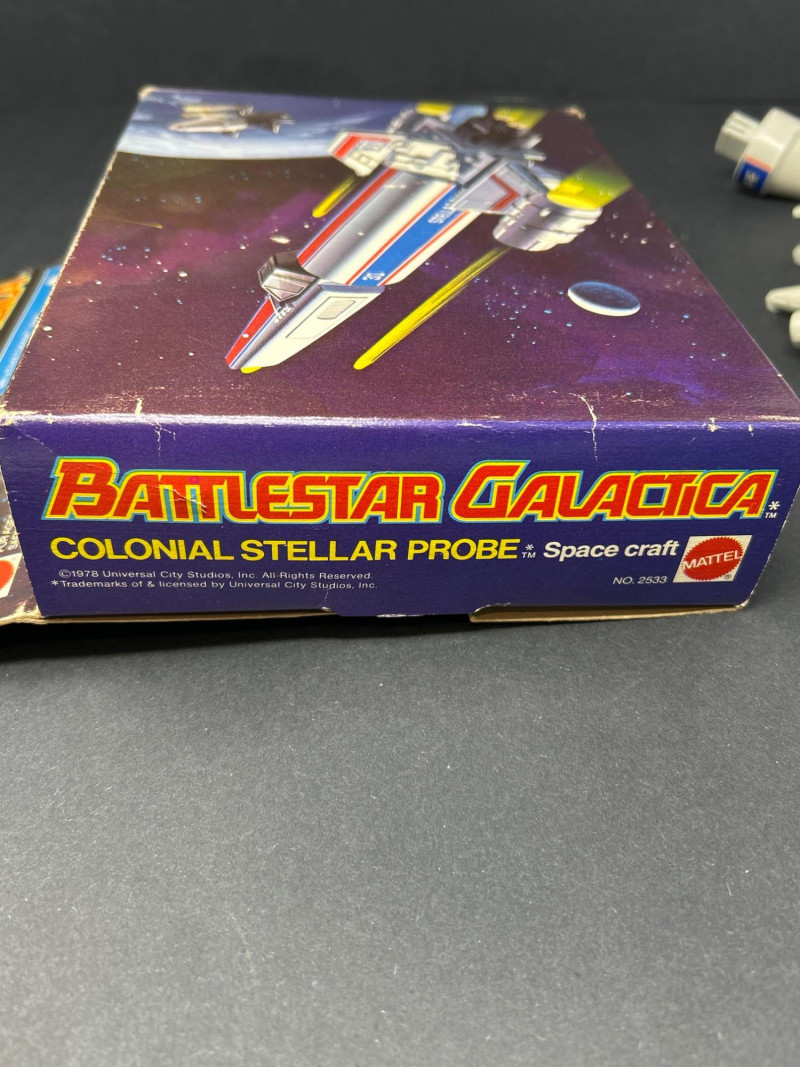 BATTLESTAR GALACTICA*™
COLONIAL STELLAR PROBE*™ Space craft
©1978 Universal City Studios, Inc. All Rights Reserved.
*Trademarks of & licensed by Universal City Studios, Inc.
NO. 2533
MATTEL®
30